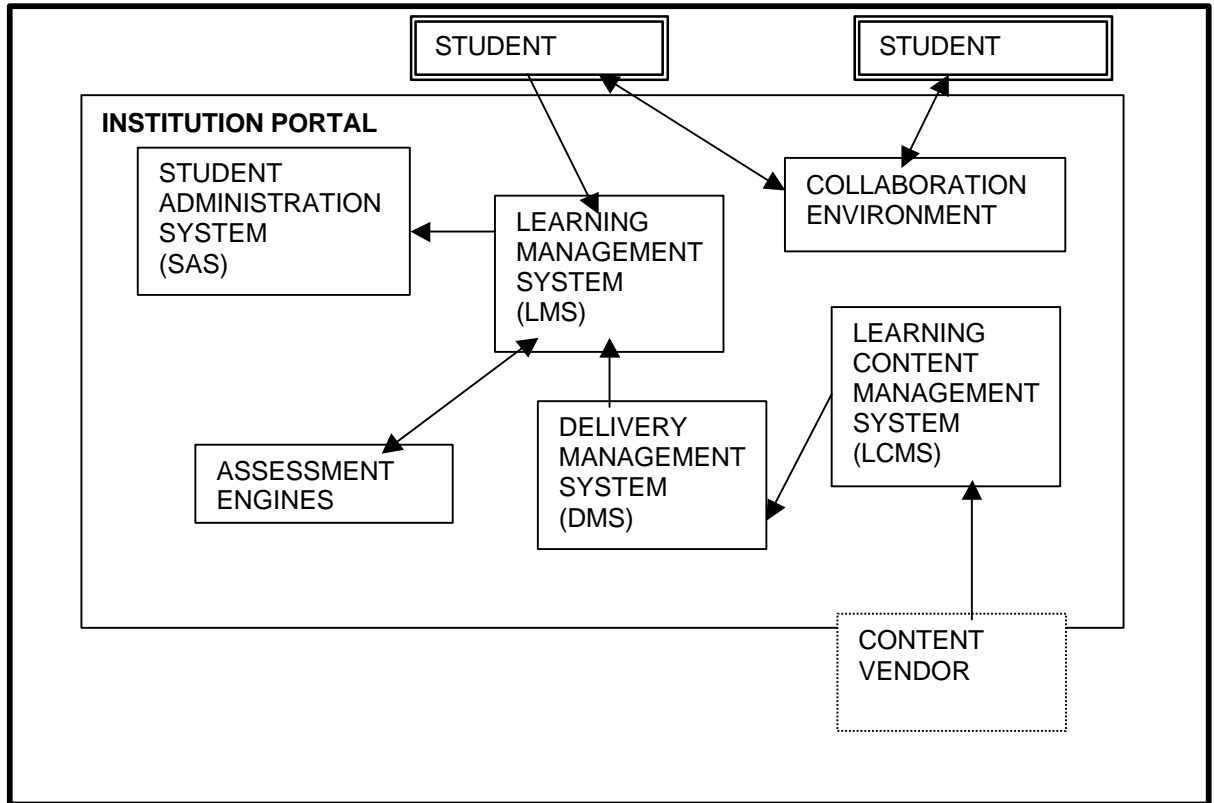 STUDENT
STUDENT
INSTITUTION PORTAL
STUDENT
ADMINISTRATION
SYSTEM
(SAS)
LEARNING
MANAGEMENT
SYSTEM
(LMS)
COLLABORATION
ENVIRONMENT
LEARNING
CONTENT
MANAGEMENT
SYSTEM
(LCMS)
ASSESSMENT
ENGINES
DELIVERY
MANAGEMENT
SYSTEM
(DMS)
CONTENT
VENDOR